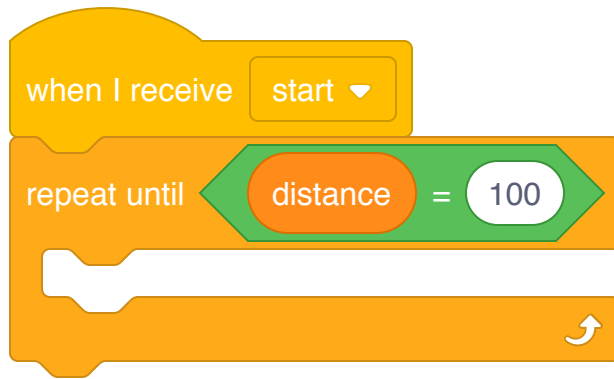 when I receive start
repeat until distance = 100